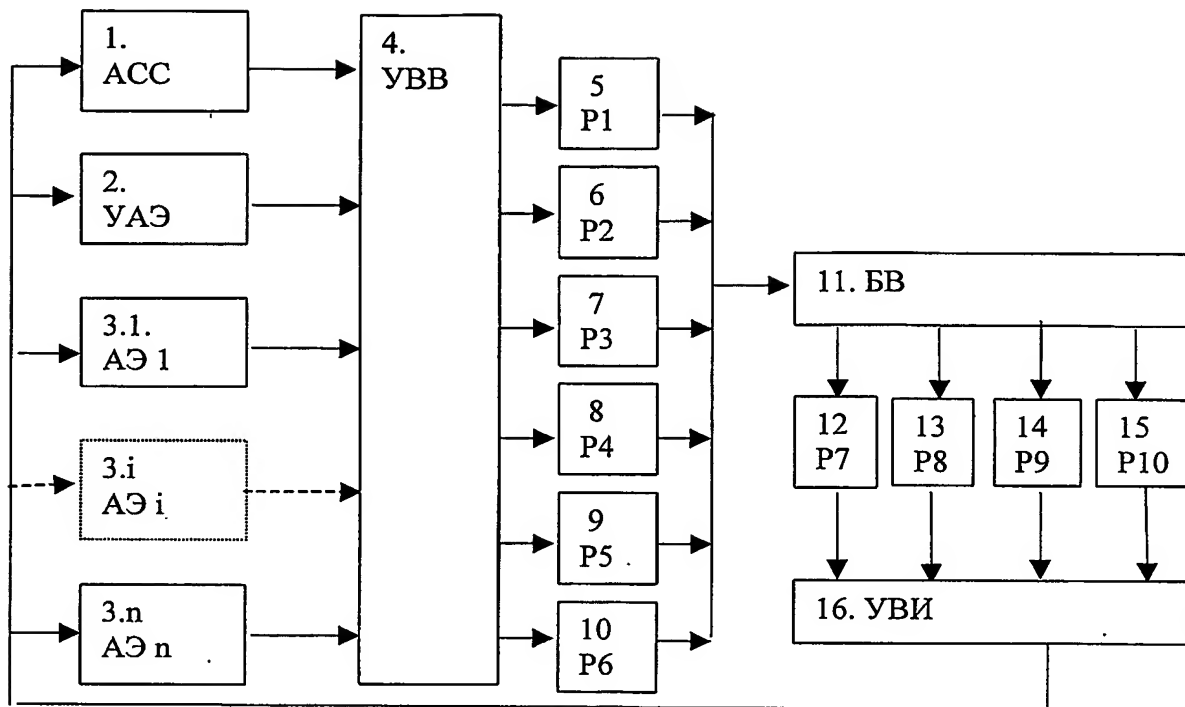 1.
АСС
2.
УАЭ
3.1.
АЭ 1
3.i
АЭ i
3.n
АЭ n
4.
УВВ
5
Р1
6
Р2
7
Р3
8
Р4
9
Р5
10
Р6
11. БВ
12
Р7
13
Р8
14
Р9
15
Р10
16. УВИ